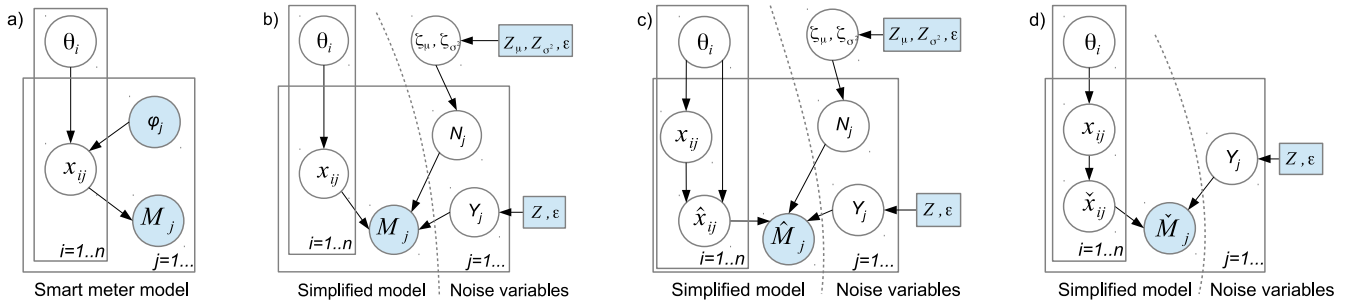 a)
θi
φj
xij
Mj
i=1..n
j=1...
Smart meter model
b)
θi
ζμ, ζσ²
Zμ, Zσ², ε
Nj
xij
Mj
Yj
Z, ε
i=1..n
j=1...
Simplified model
Noise variables
c)
θi
ζμ, ζσ²
Zμ, Zσ², ε
xij
Nj
x̂ij
M̂j
Yj
Z, ε
i=1..n
j=1...
Simplified model
Noise variables
d)
θi
xij
Yj
Z, ε
x̌ij
M̌j
i=1..n
j=1...
Simplified model
Noise variables